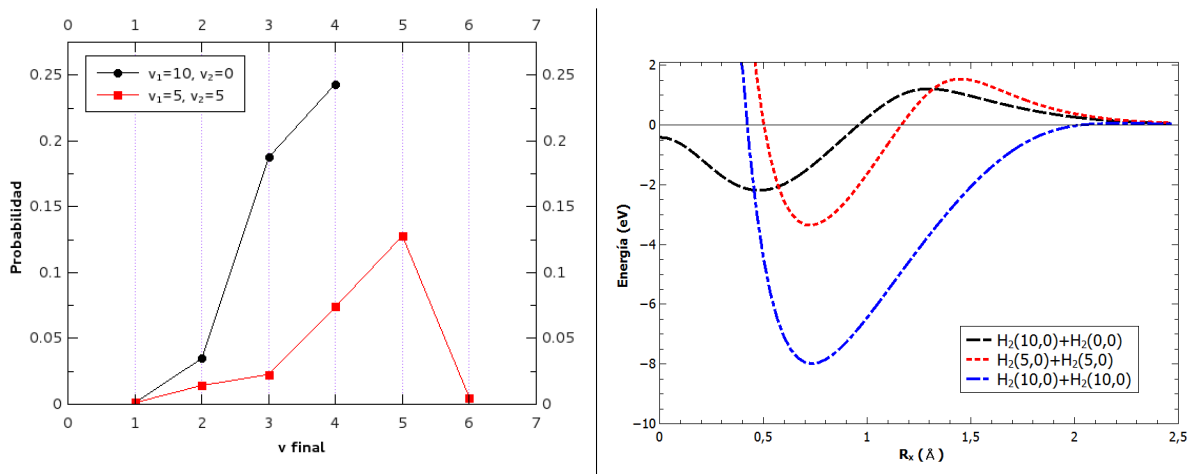 0 1 2 3 4 5 6 7
0.25 0.25
v₁=10, v₂=0
v₁=5, v₂=5
0.2 0.2
0.15 0.15
0.1 0.1
0.05 0.05
0 0
0 1 2 3 4 5 6 7
Probabilidad
v final
2
0
−2
−4
−6
−8
−10
Energía (eV)
H₂(10,0)+H₂(0,0)
H₂(5,0)+H₂(5,0)
H₂(10,0)+H₂(10,0)
0 0,5 1 1,5 2 2,5
Rₓ (Å)